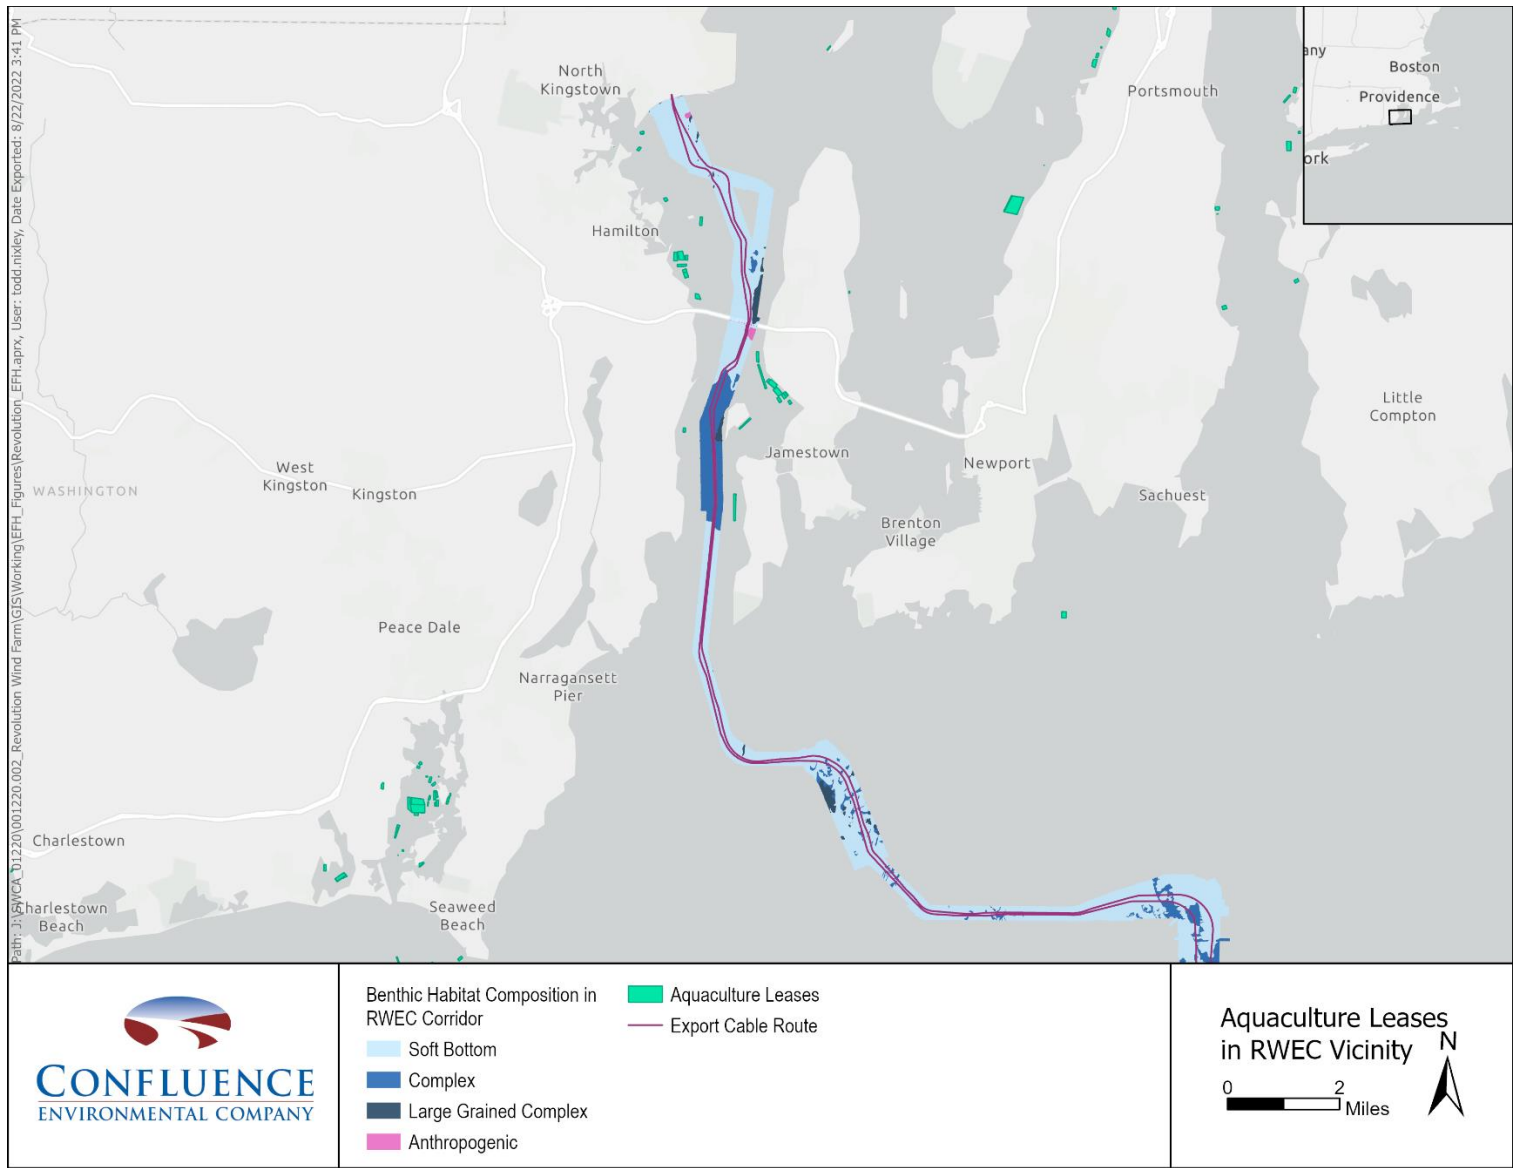 Path: J:\SWCA_01220\001220.002_Revolution Wind Farm\GIS\Working\EFH_Figures\Revolution_EFH.aprx, User: todd.nixley, Date Exported: 8/22/2022 3:41 PM
North
Kingstown
Portsmouth
any
Boston
Providence
ork
Hamilton
Little
Compton
West
Kingston
Kingston
WASHINGTON
Jamestown
Newport
Sachuest
Brenton
Village
Peace Dale
Narragansett
Pier
Charlestown
Charlestown
Beach
Seaweed
Beach
CONFLUENCE
ENVIRONMENTAL COMPANY
Benthic Habitat Composition in
RWEC Corridor
Soft Bottom
Complex
Large Grained Complex
Anthropogenic
Aquaculture Leases
Export Cable Route
Aquaculture Leases
in RWEC Vicinity
N
0 2
Miles